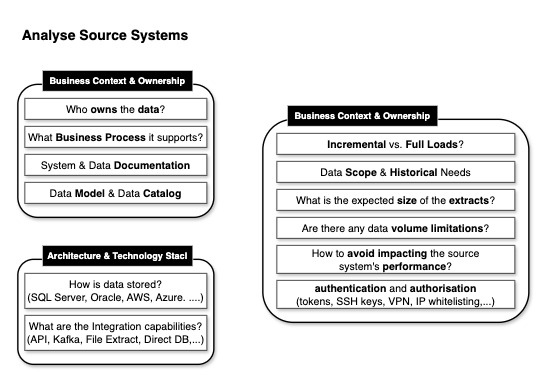 Analyse Source Systems
Business Context & Ownership
Who owns the data?
What Business Process it supports?
System & Data Documentation
Data Model & Data Catalog
Architecture & Technology Stacl
How is data stored?
(SQL Server, Oracle, AWS, Azure. ....)
What are the Integration capabilities?
(API, Kafka, File Extract, Direct DB,...)
Business Context & Ownership
Incremental vs. Full Loads?
Data Scope & Historical Needs
What is the expected size of the extracts?
Are there any data volume limitations?
How to avoid impacting the source
system's performance?
authentication and authorisation
(tokens, SSH keys, VPN, IP whitelisting,...)